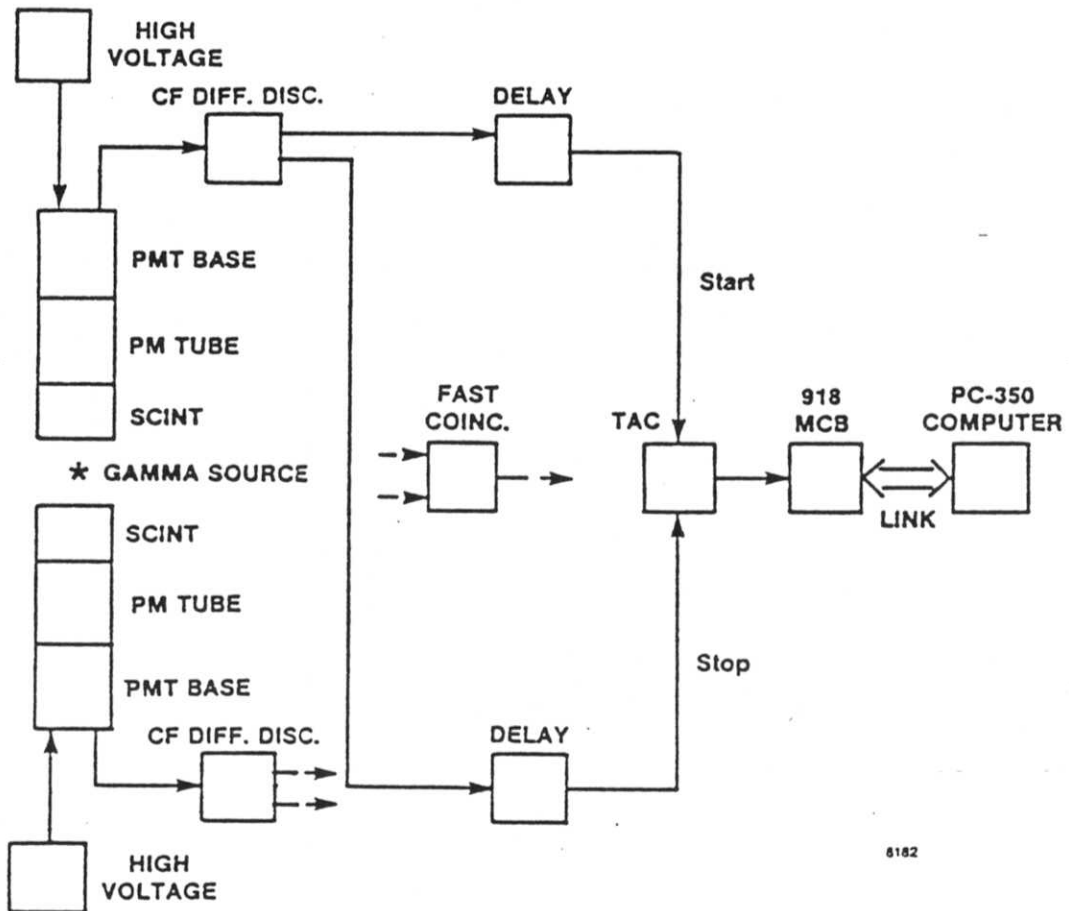 HIGH
VOLTAGE
CF DIFF. DISC.
DELAY
PMT BASE
PM TUBE
SCINT
Start
FAST
COINC.
TAC
918
MCB
PC-350
COMPUTER
* GAMMA SOURCE
LINK
SCINT
PM TUBE
PMT BASE
Stop
CF DIFF. DISC.
DELAY
HIGH
VOLTAGE
6182